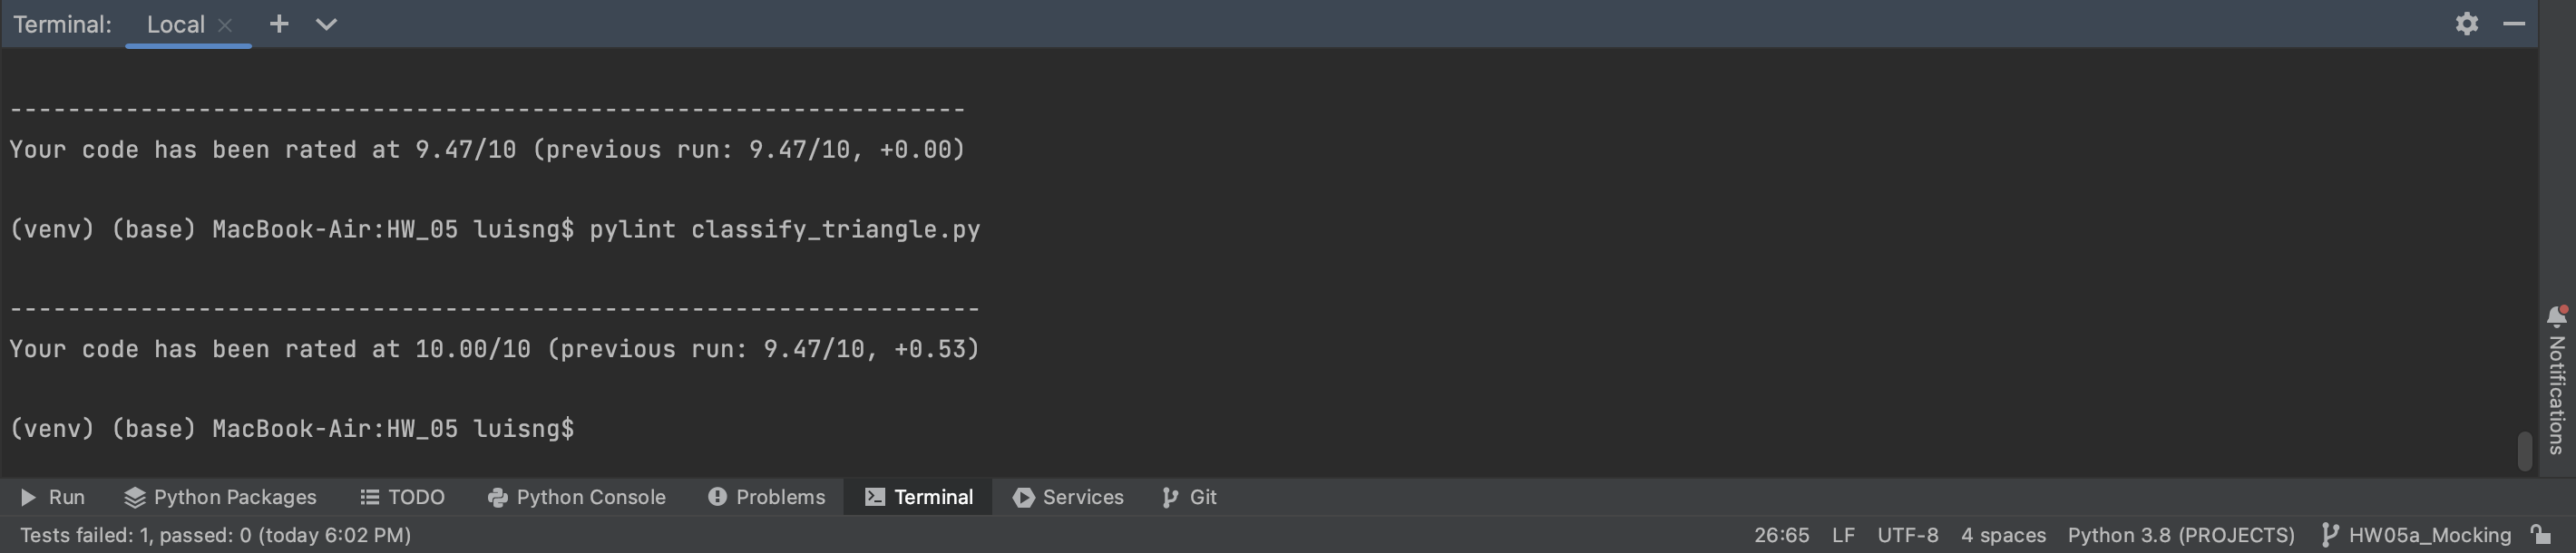 Terminal: Local
-------------------------------------------------------------------
Your code has been rated at 9.47/10 (previous run: 9.47/10, +0.00)
(venv) (base) MacBook-Air:HW_05 luisng$ pylint classify_triangle.py
--------------------------------------------------------------------
Your code has been rated at 10.00/10 (previous run: 9.47/10, +0.53)
(venv) (base) MacBook-Air:HW_05 luisng$
Notifications
Run Python Packages TODO Python Console Problems Terminal Services Git
Tests failed: 1, passed: 0 (today 6:02 PM) 26:65 LF UTF-8 4 spaces Python 3.8 (PROJECTS) HW05a_Mocking